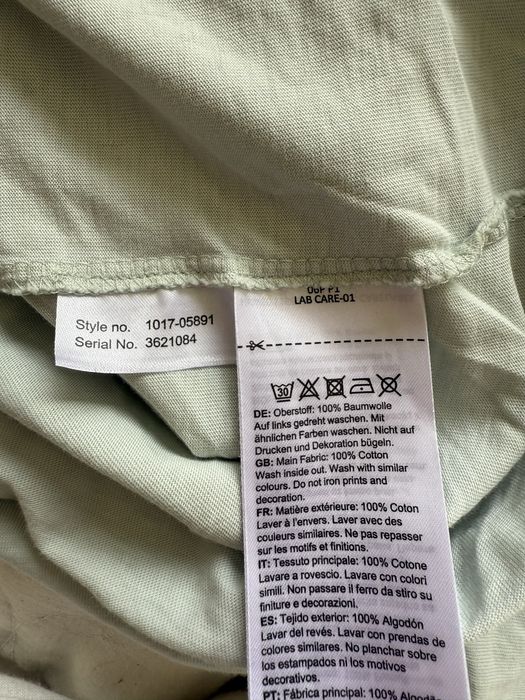 Style no. 1017-05891
Serial No. 3621084
LAB CARE-01
30
DE: Oberstoff: 100% Baumwolle
Auf links gedreht waschen. Mit
ähnlichen Farben waschen. Nicht auf
Drucken und Dekoration bügeln.
GB: Main Fabric: 100% Cotton
Wash inside out. Wash with similar
colours. Do not iron prints and
decoration.
FR: Matière extérieure: 100% Coton
Laver à l'envers. Laver avec des
couleurs similaires. Ne pas repasser
sur les motifs et finitions.
IT: Tessuto principale: 100% Cotone
Lavare a rovescio. Lavare con colori
simili. Non passare il ferro da stiro su
finiture e decorazioni.
ES: Tejido exterior: 100% Algodón
Lavar del revés. Lavar con prendas de
colores similares. No planchar sobre
los estampados ni los motivos
decorativos.
PT: Fábrica principal: 100%